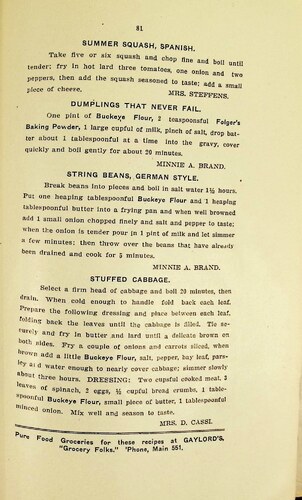 81
SUMMER SQUASH, SPANISH.
Take five or six squash and chop fine and boil until
tender; fry in hot lard three tomatoes, one onion and two
peppers, then add the squash seasoned to taste; add a small
piece of cheese. MRS. STEFFENS.
DUMPLINGS THAT NEVER FAIL.
One pint of Buckeye Flour, 2 teaspoonsful Folger's
Baking Powder, 1 large cupful of milk, pinch of salt, drop bat-
ter about 1 tablespoonful at a time into the gravy, cover
quickly and boil gently for about 20 minutes.
MINNIE A. BRAND.
STRING BEANS, GERMAN STYLE.
Break beans into pieces and boil in salt water 1½ hours.
Put one heaping tablespoonful Buckeye Flour and 1 heaping
tablespoonful butter into a frying pan and when well browned
add 1 small onion chopped finely and salt and pepper to taste;
when the onion is tender pour in 1 pint of milk and let simmer
a few minutes; then throw over the beans that have already
been drained and cook for 5 minutes.
MINNIE A. BRAND.
STUFFED CABBAGE.
Select a firm head of cabbage and boil 20 minutes, then
drain. When cold enough to handle fold back each leaf.
Prepare the following dressing and place between each leaf,
folding back the leaves until the cabbage is filled. Tie se-
curely and fry in butter and lard until a delicate brown on
both sides. Fry a couple of onions and carrots sliced, when
brown add a little Buckeye Flour, salt, pepper, bay leaf, pars-
ley and water enough to nearly cover cabbage; simmer slowly
about three hours. DRESSING: Two cupsful cooked meat, 3
leaves of spinach, 2 eggs, ½ cupful bread crumbs, 1 table-
spoonful Buckeye Flour, small piece of butter, 1 tablespoonful
minced onion. Mix well and season to taste.
MRS. D. CASSI.
Pure Food Groceries for these recipes at GAYLORD'S,
"Grocery Folks." 'Phone, Main 551.